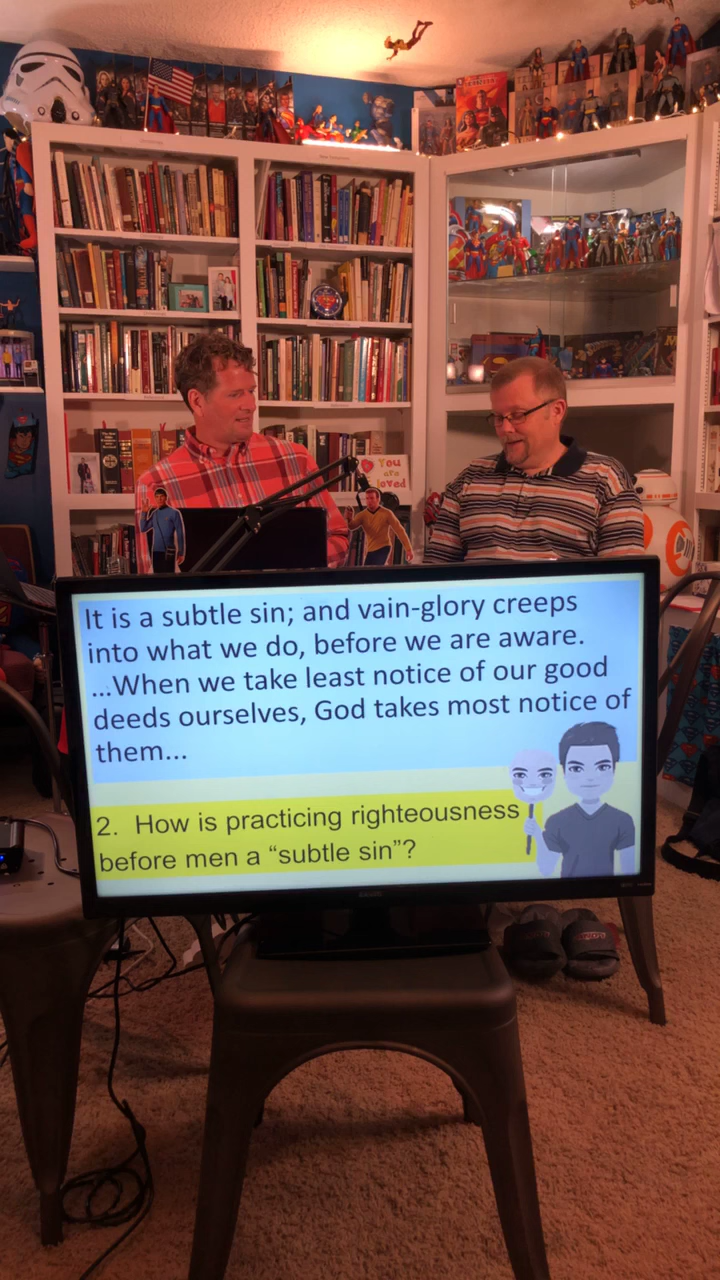 You
are
loved
It is a subtle sin; and vain-glory creeps
into what we do, before we are aware.
...When we take least notice of our good
deeds ourselves, God takes most notice of
them...
2. How is practicing righteousness
before men a “subtle sin”?